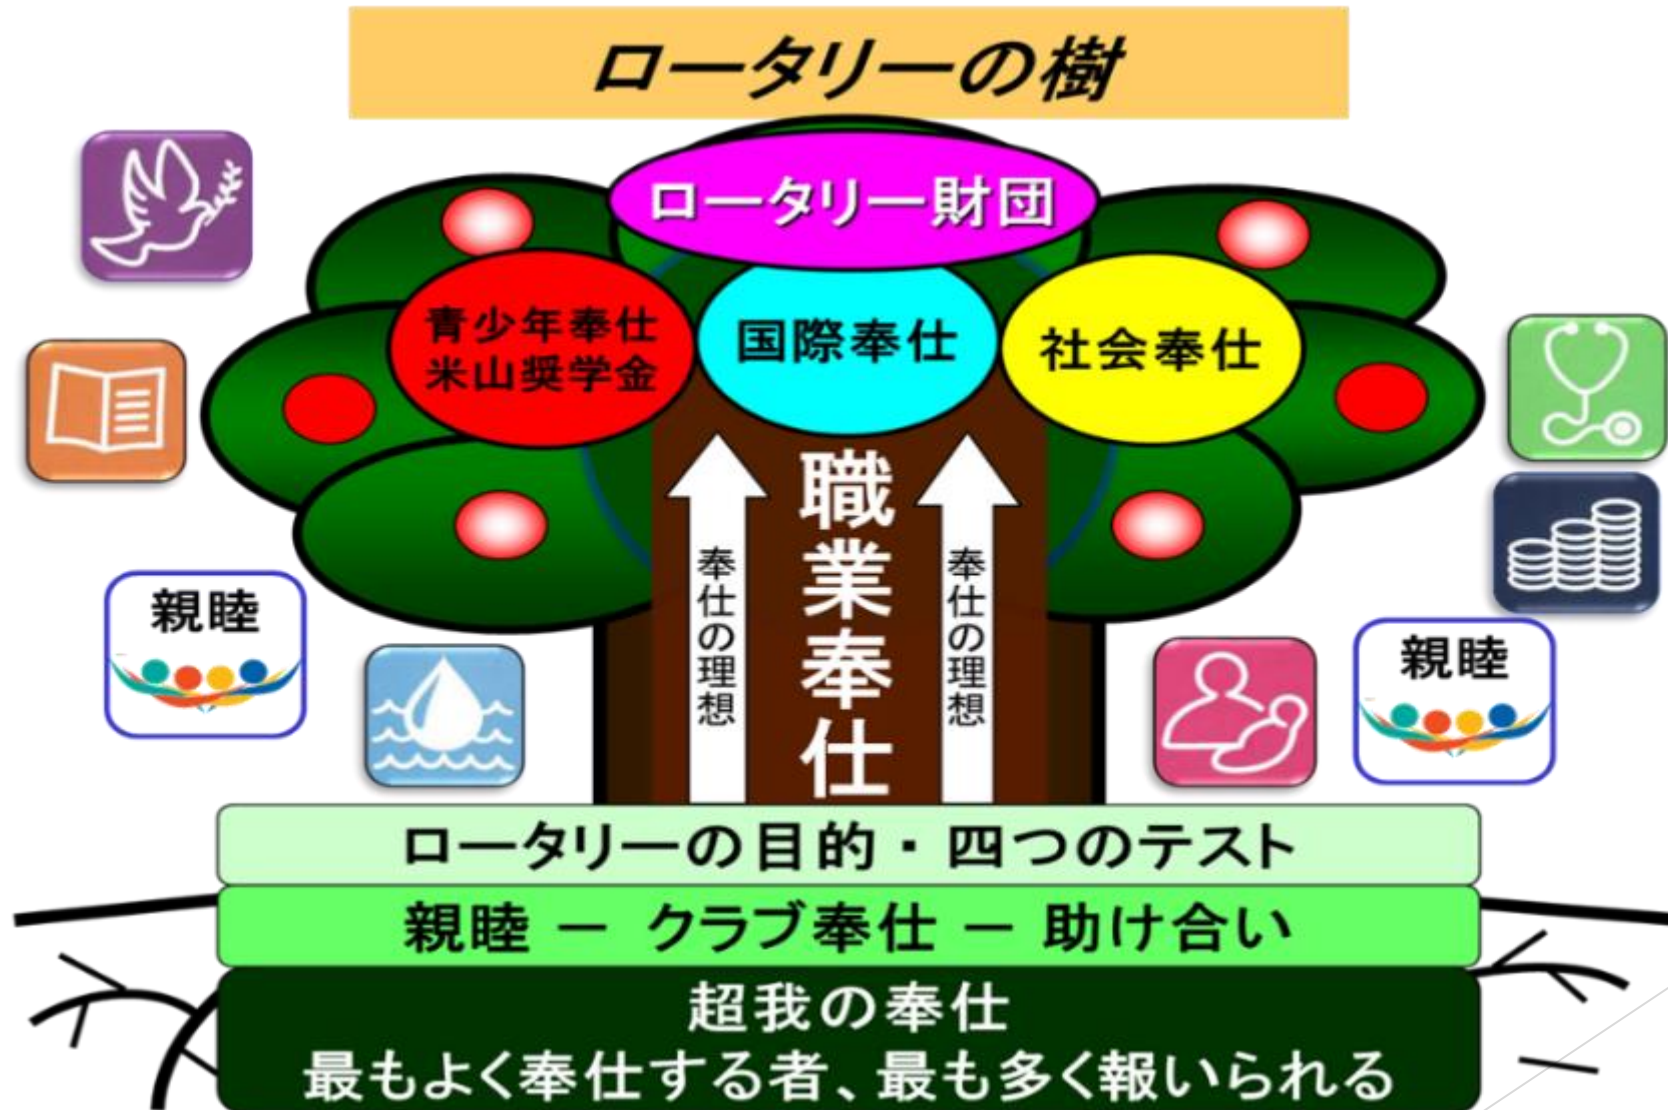 ロータリーの樹
ロータリー財団
青少年奉仕
米山奨学金
国際奉仕
社会奉仕
職業奉仕
奉仕の理想
奉仕の理想
親睦
親睦
ロータリーの目的・四つのテスト
親睦 － クラブ奉仕 － 助け合い
超我の奉仕
最もよく奉仕する者、最も多く報いられる